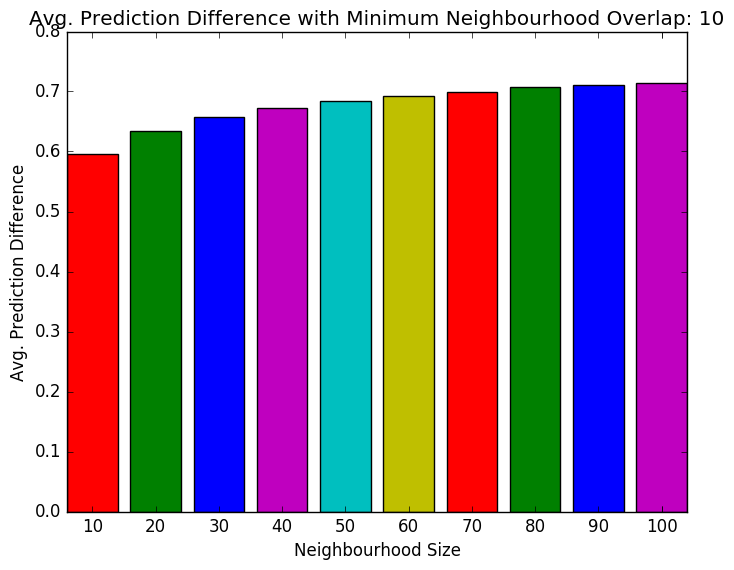 Avg. Prediction Difference with Minimum Neighbourhood Overlap: 10
0.8
0.7
0.6
0.5
0.4
0.3
0.2
0.1
0.0
Avg. Prediction Difference
10 20 30 40 50 60 70 80 90 100
Neighbourhood Size